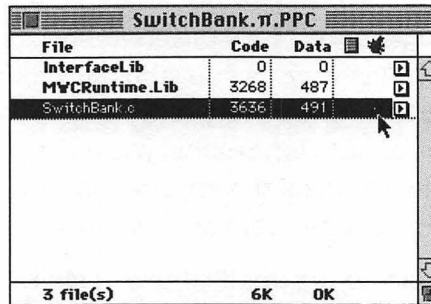 SwitchBank.π.PPC
File Code Data
InterfaceLib 0 0
MWCRuntime.Lib 3268 487
SwitchBank.c 3636 491
3 file(s) 6K 0K